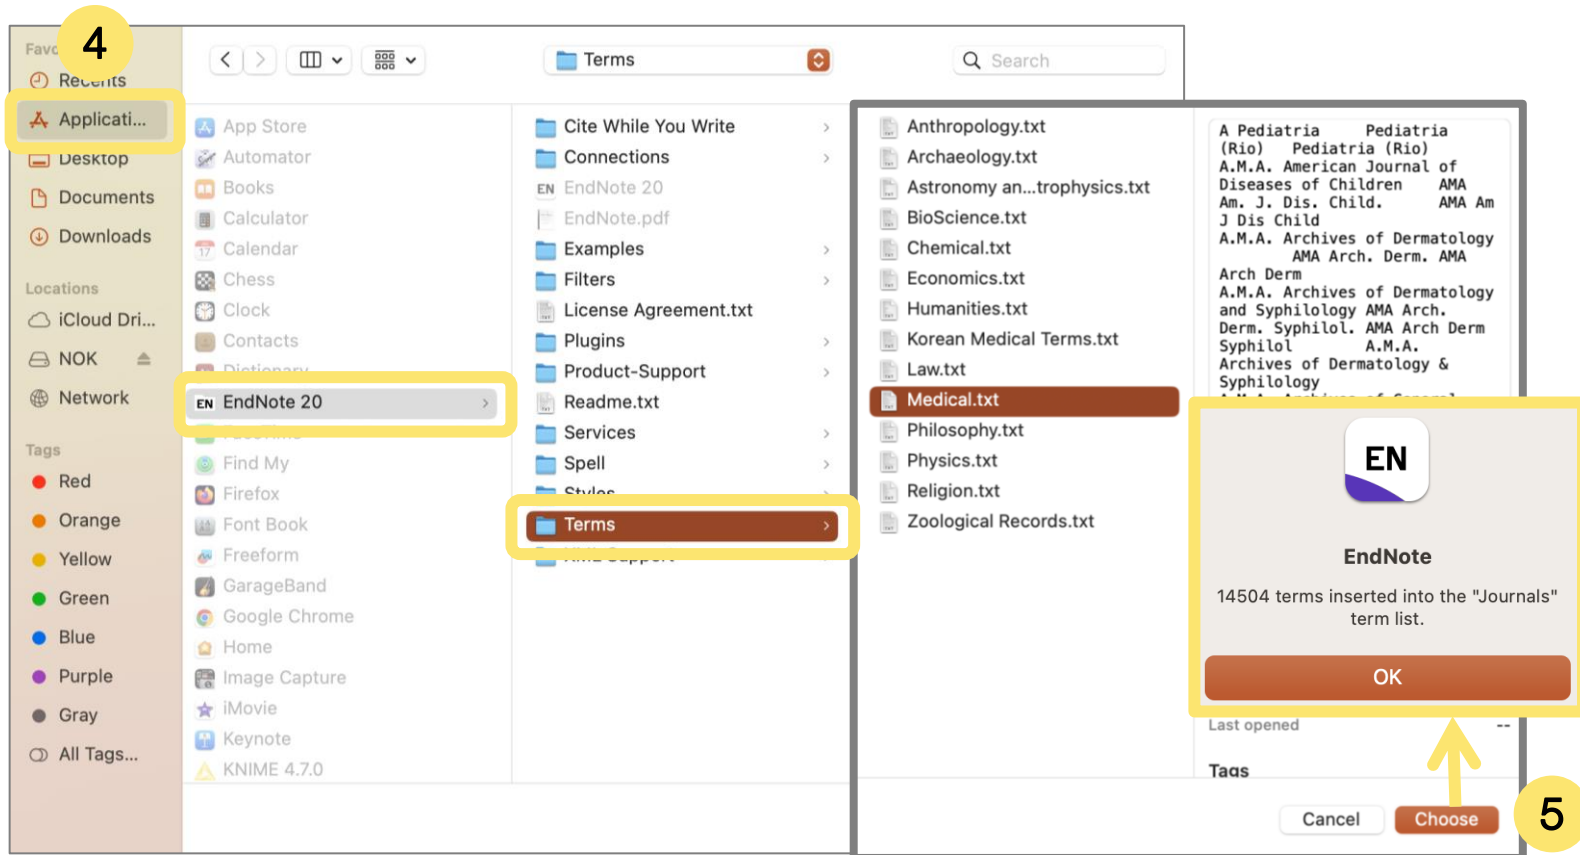 4
Favo
Recents
Applicati...
Desktop
Documents
Downloads
Locations
iCloud Dri...
NOK
Network
Tags
Red
Orange
Yellow
Green
Blue
Purple
Gray
All Tags...
Terms
Search
App Store
Automator
Books
Calculator
Calendar
Chess
Clock
Contacts
Dictionary
EN EndNote 20
FaceTime
Find My
Firefox
Font Book
Freeform
GarageBand
Google Chrome
Home
Image Capture
iMovie
Keynote
KNIME 4.7.0
Cite While You Write
Connections
EN EndNote 20
EndNote.pdf
Examples
Filters
License Agreement.txt
Plugins
Product-Support
Readme.txt
Services
Spell
Styles
Terms
XML Support
Anthropology.txt
Archaeology.txt
Astronomy an...trophysics.txt
BioScience.txt
Chemical.txt
Economics.txt
Humanities.txt
Korean Medical Terms.txt
Law.txt
Medical.txt
Philosophy.txt
Physics.txt
Religion.txt
Zoological Records.txt
A Pediatria Pediatria
(Rio) Pediatria (Rio)
A.M.A. American Journal of
Diseases of Children AMA
Am. J. Dis. Child. AMA Am
J Dis Child
A.M.A. Archives of Dermatology
AMA Arch. Derm. AMA
Arch Derm
A.M.A. Archives of Dermatology
and Syphilology AMA Arch.
Derm. Syphilol. AMA Arch Derm
Syphilol A.M.A.
Archives of Dermatology &
Syphilology
EN
EndNote
14504 terms inserted into the "Journals"
term list.
OK
Last opened --
Tags
Cancel
Choose
5